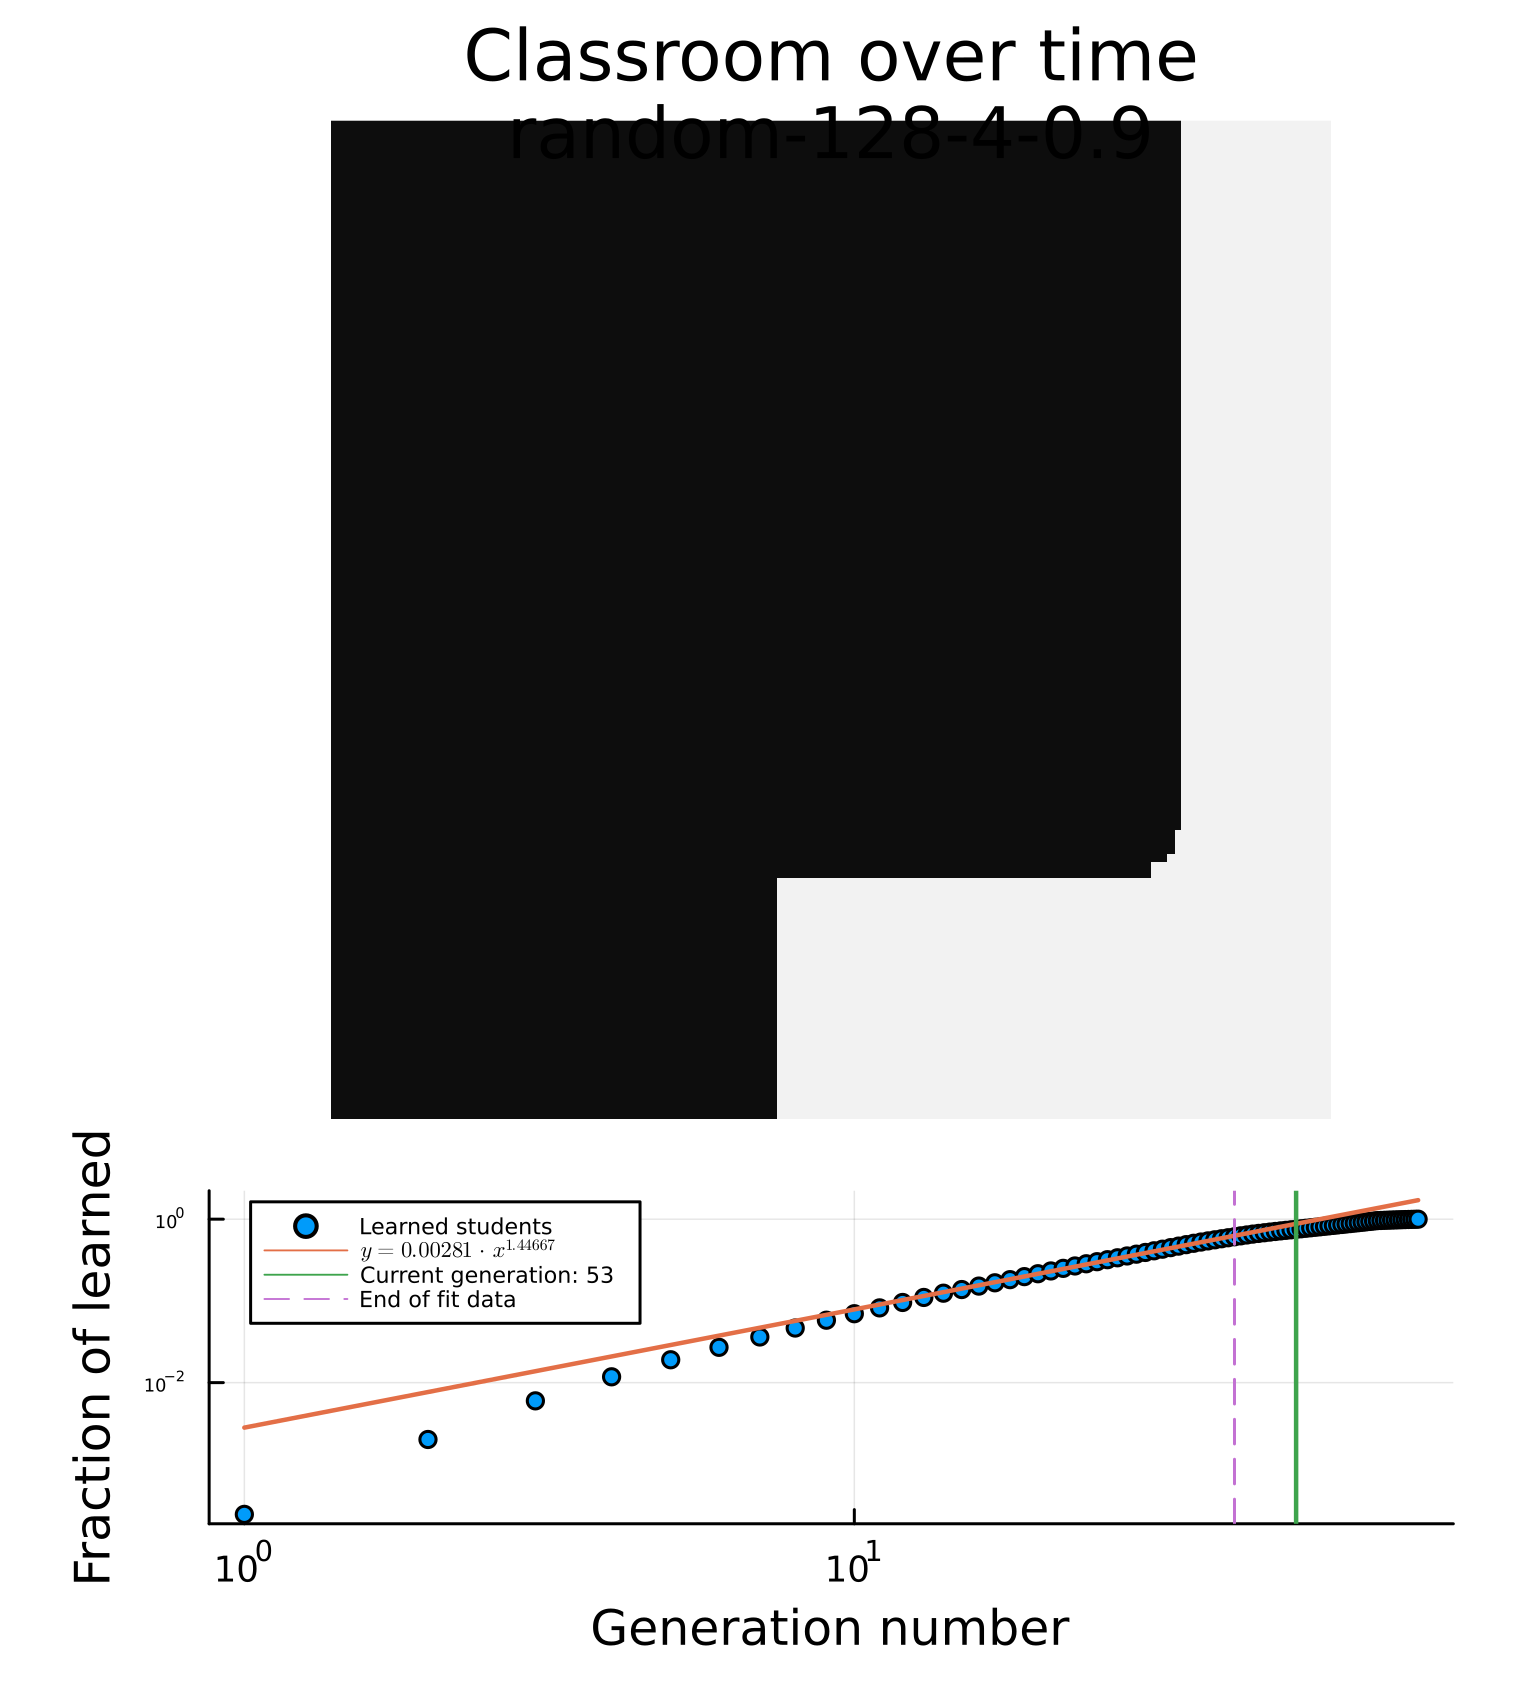 Classroom over time
random-128-4-0.9
Fraction of learned
10^0
10^-2
Learned students
y = 0.00281 · x^1.44667
Current generation: 53
End of fit data
10^0
10^1
Generation number